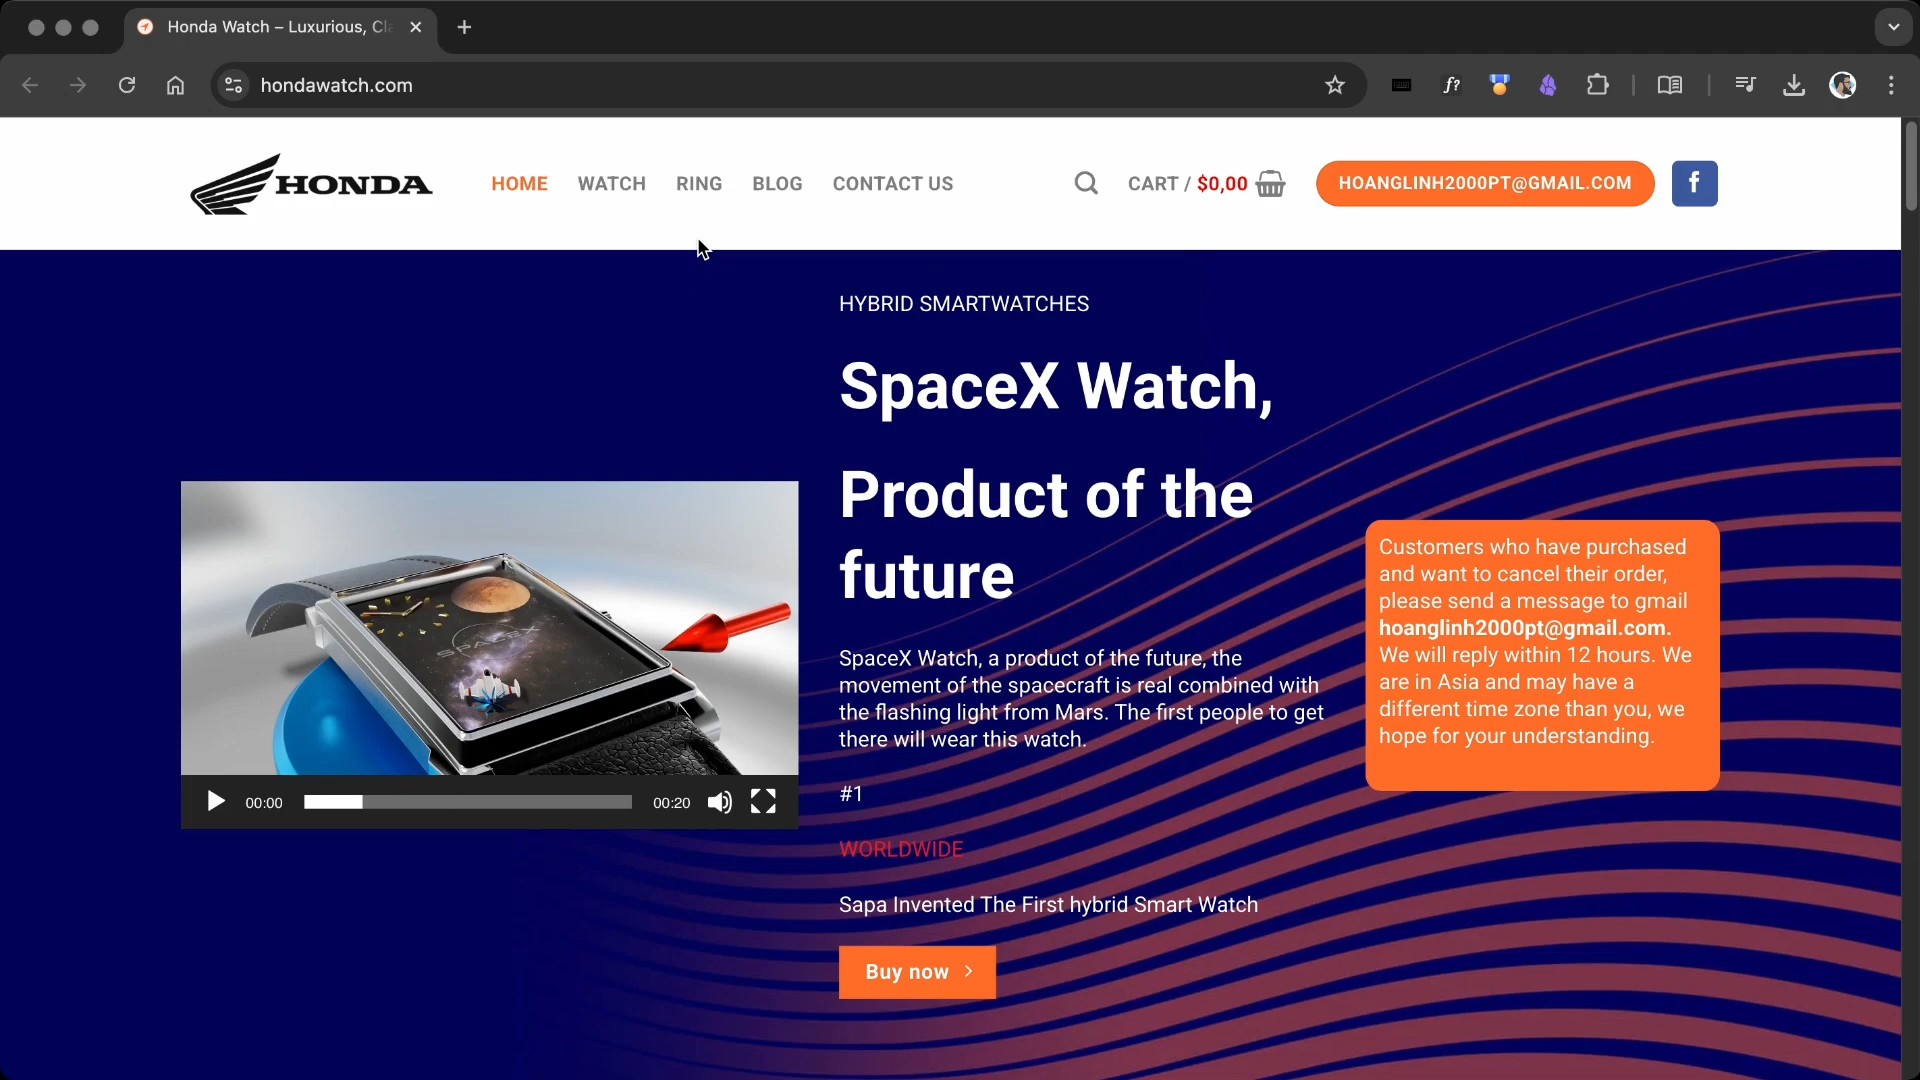 Honda Watch – Luxurious, Cla
hondawatch.com
HONDA
HOME WATCH RING BLOG CONTACT US
CART / $0,00
HOANGLINH2000PT@GMAIL.COM
HYBRID SMARTWATCHES
SpaceX Watch,
Product of the
future
SPACEX
SpaceX Watch, a product of the future, the
movement of the spacecraft is real combined with
the flashing light from Mars. The first people to get
there will wear this watch.
#1
WORLDWIDE
Sapa Invented The First hybrid Smart Watch
Buy now
00:00
00:20
Customers who have purchased
and want to cancel their order,
please send a message to gmail
hoanglinh2000pt@gmail.com.
We will reply within 12 hours. We
are in Asia and may have a
different time zone than you, we
hope for your understanding.